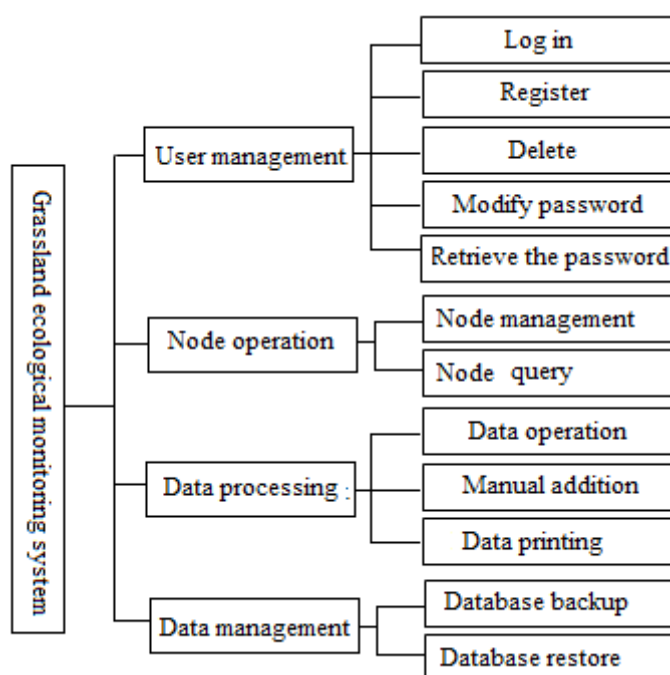 Grassland ecological monitoring system
User management
Log in
Register
Delete
Modify password
Retrieve the password
Node operation
Node management
Node query
Data processing :
Data operation
Manual addition
Data printing
Data management
Database backup
Database restore